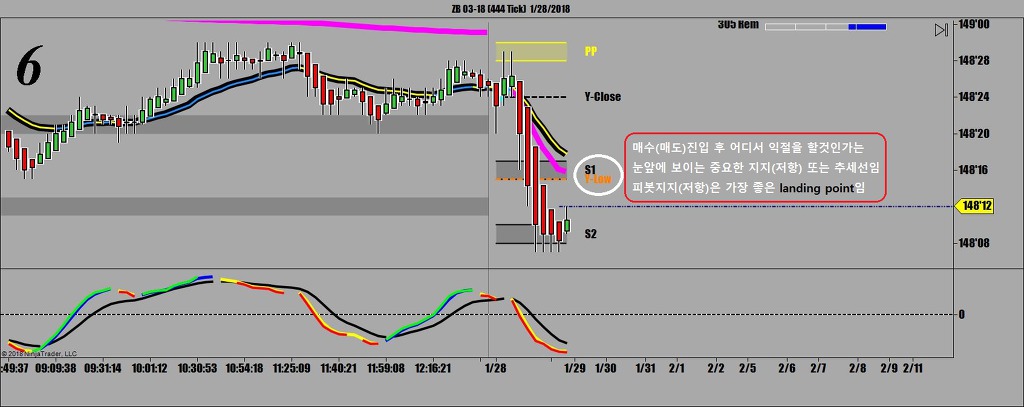 ZB 03-18 (444 Tick) 1/28/2018
305 Rem
6
149'00
PP
148'28
Y-Close
148'24
148'20
매수(매도)진입 후 어디서 익절을 할것인가는
눈앞에 보이는 중요한 지지(저항) 또는 추세선임
피봇지지(저항)은 가장 좋은 landing point임
S1
148'16
Y-Low
148'12
S2
148'08
0
© 2018 NinjaTrader, LLC
:49:37 09:09:38 09:31:14 10:01:12 10:30:53 10:54:18 11:25:09 11:40:21 11:59:08 12:16:21 1/28 1/29 1/30 1/31 2/1 2/2 2/5 2/6 2/7 2/8 2/9 2/11